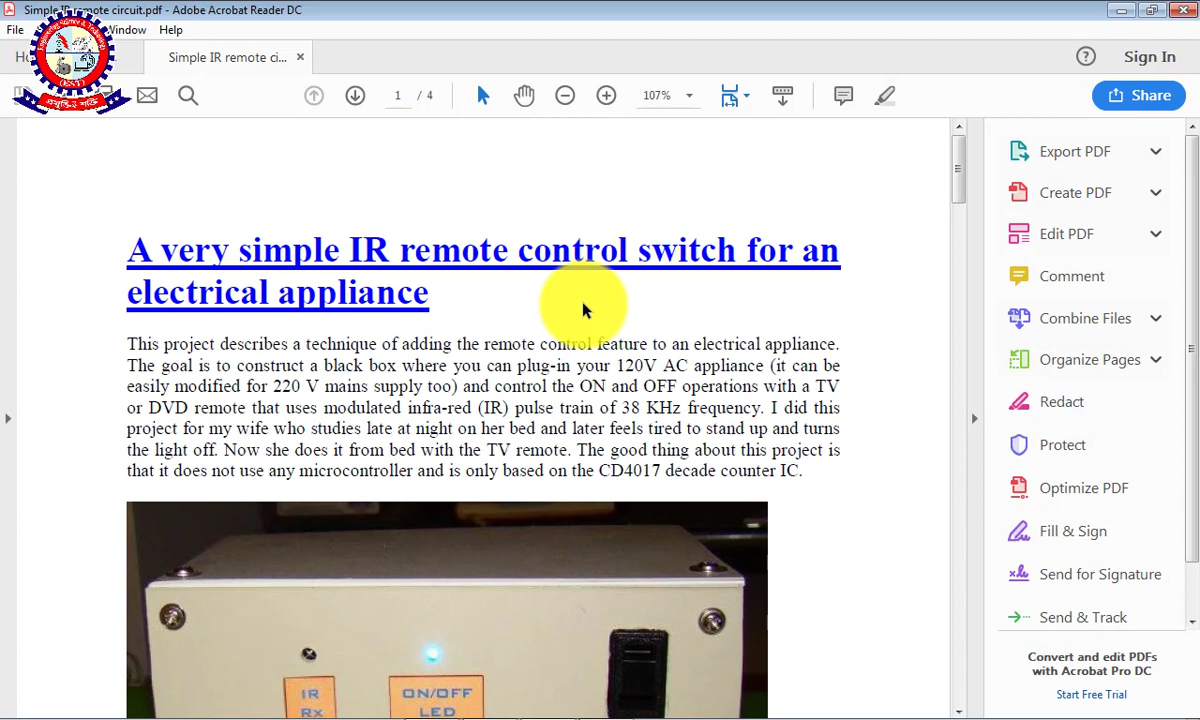 Simple IR remote circuit.pdf - Adobe Acrobat Reader DC
File
Window
Help
Simple IR remote ci...
Sign In
1 / 4
107%
Share
(EST)
প্রযুক্তি-ই শক্তি
A very simple IR remote control switch for an
electrical appliance
This project describes a technique of adding the remote control feature to an electrical appliance.
The goal is to construct a black box where you can plug-in your 120V AC appliance (it can be
easily modified for 220 V mains supply too) and control the ON and OFF operations with a TV
or DVD remote that uses modulated infra-red (IR) pulse train of 38 KHz frequency. I did this
project for my wife who studies late at night on her bed and later feels tired to stand up and turns
the light off. Now she does it from bed with the TV remote. The good thing about this project is
that it does not use any microcontroller and is only based on the CD4017 decade counter IC.
IR
Rx
ON/OFF
LED
Export PDF
Create PDF
Edit PDF
Comment
Combine Files
Organize Pages
Redact
Protect
Optimize PDF
Fill & Sign
Send for Signature
Send & Track
Convert and edit PDFs
with Acrobat Pro DC
Start Free Trial